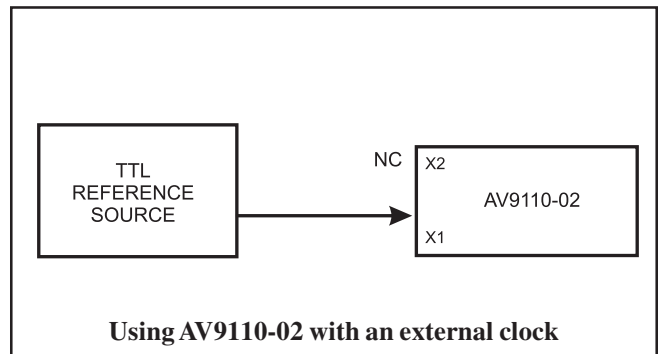 TTL
REFERENCE
SOURCE
NC
X2
AV9110-02
X1
Using AV9110-02 with an external clock